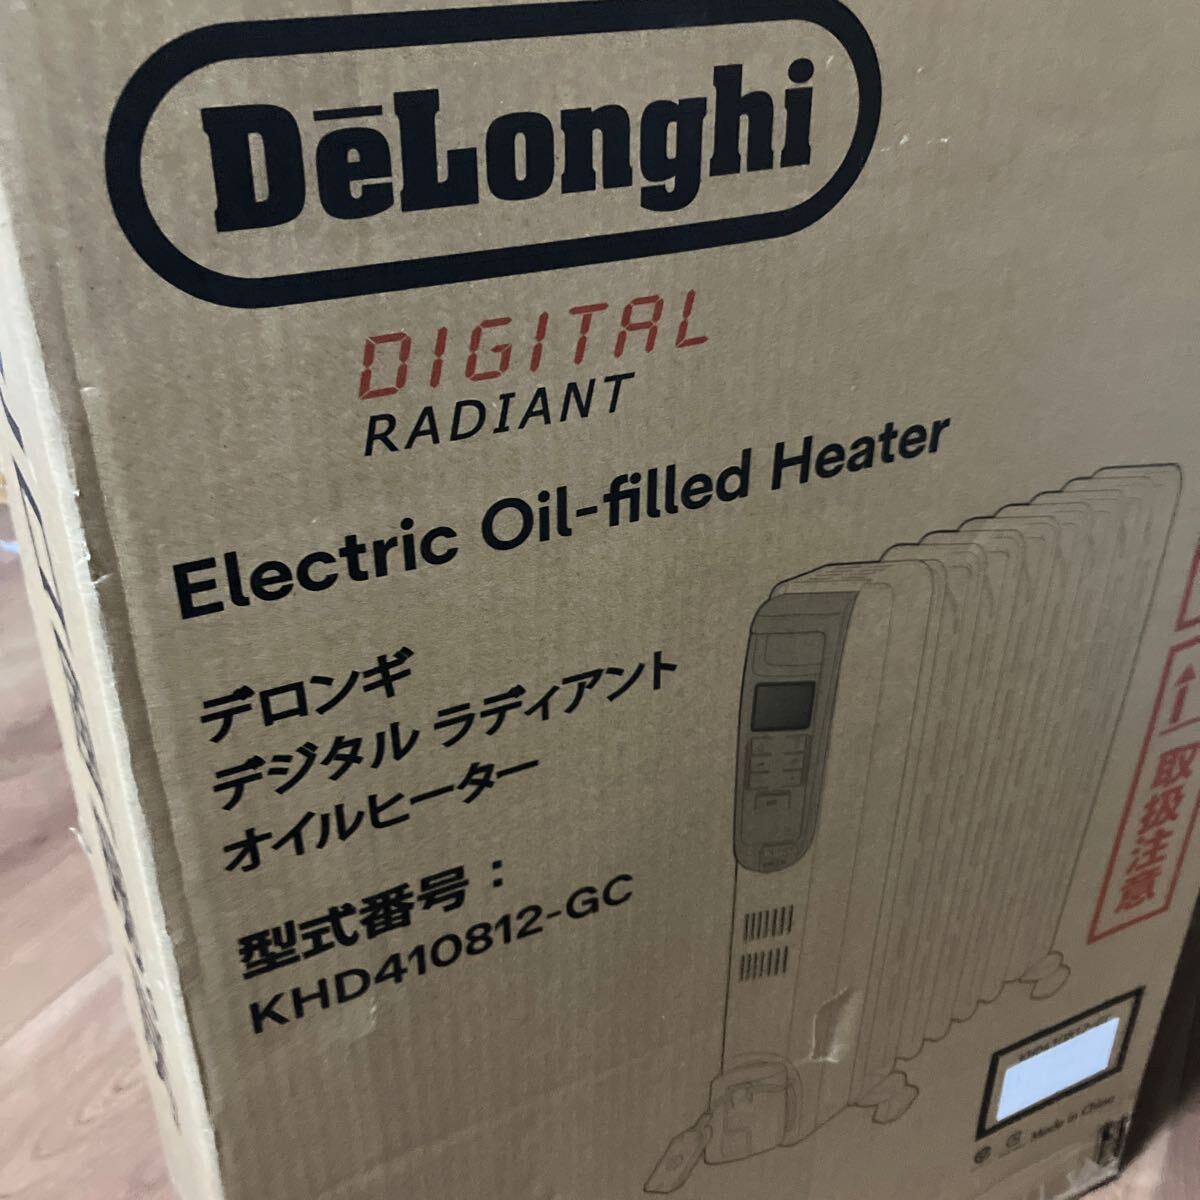 DēLonghi
DIGITAL
RADIANT
Electric Oil-filled Heater
デロンギ
デジタル ラディアント
オイルヒーター
型式番号：
KHD410812-GC
取扱注意
Made in China